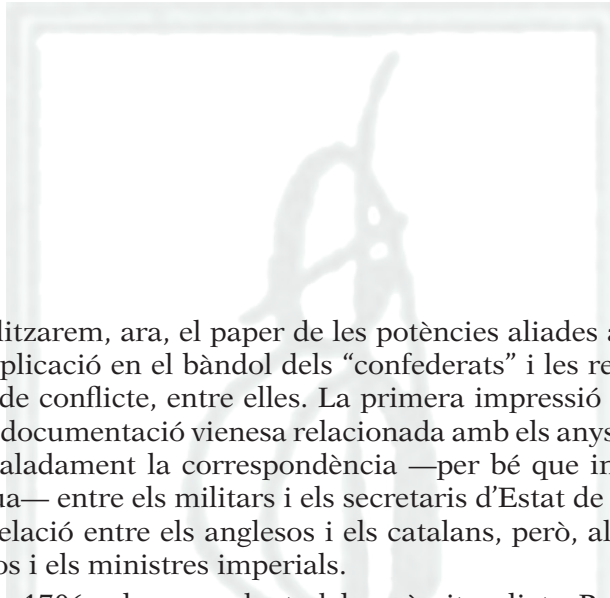 litzarem, ara, el paper de les potències aliades a
plicació en el bàndol dels “confederats” i les re
de conflicte, entre elles. La primera impressió
documentació vienesa relacionada amb els anys
aladament la correspondència —per bé que in
ua— entre els militars i els secretaris d’Estat de
elació entre els anglesos i els catalans, però, al
os i els ministres imperials.